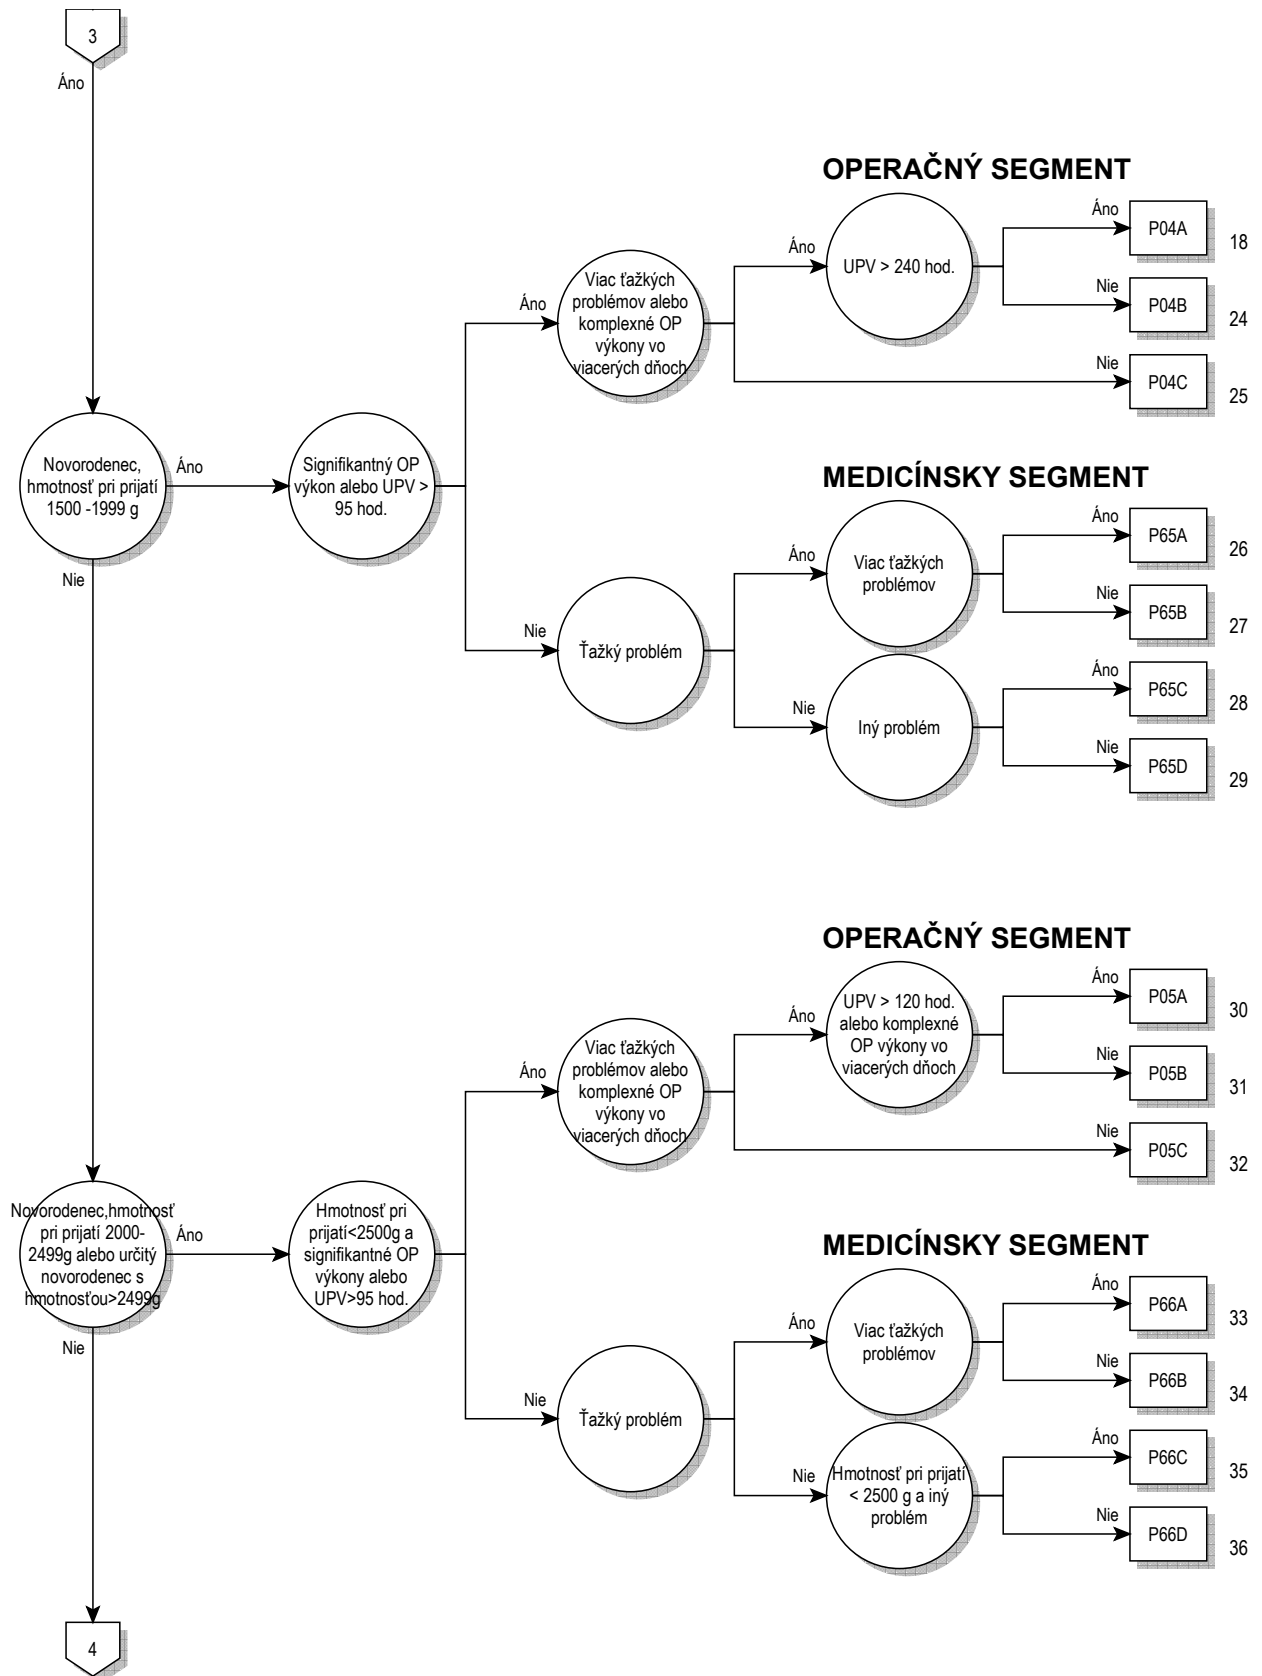 3
Áno
OPERAČNÝ SEGMENT
Áno
P04A
18
Áno
UPV > 240 hod.
Nie
P04B
24
Áno
Viac ťažkých
problémov alebo
komplexné OP
výkony vo
viacerých dňoch
Nie
P04C
25
Novorodenec,
hmotnosť pri prijatí
1500 -1999 g
Áno
Signifikantný OP
výkon alebo UPV >
95 hod.
MEDICÍNSKY SEGMENT
Áno
P65A
26
Áno
Viac ťažkých
problémov
Nie
P65B
27
Nie
Nie
Ťažký problém
Áno
P65C
28
Nie
Iný problém
Nie
P65D
29
OPERAČNÝ SEGMENT
Áno
P05A
30
Áno
UPV > 120 hod.
alebo komplexné
OP výkony vo
viacerých dňoch
Nie
P05B
31
Áno
Viac ťažkých
problémov alebo
komplexné OP
výkony vo
viacerých dňoch
Nie
P05C
32
Novorodenec,hmotnosť
pri prijatí 2000-
2499g alebo určitý
novorodenec s
hmotnosťou>2499g
Áno
Hmotnosť pri
prijatí<2500g a
signifikantné OP
výkony alebo
UPV>95 hod.
MEDICÍNSKY SEGMENT
Áno
P66A
33
Áno
Viac ťažkých
problémov
Nie
P66B
34
Nie
Nie
Ťažký problém
Áno
P66C
35
Nie
Hmotnosť pri prijatí
< 2500 g a iný
problém
Nie
P66D
36
4